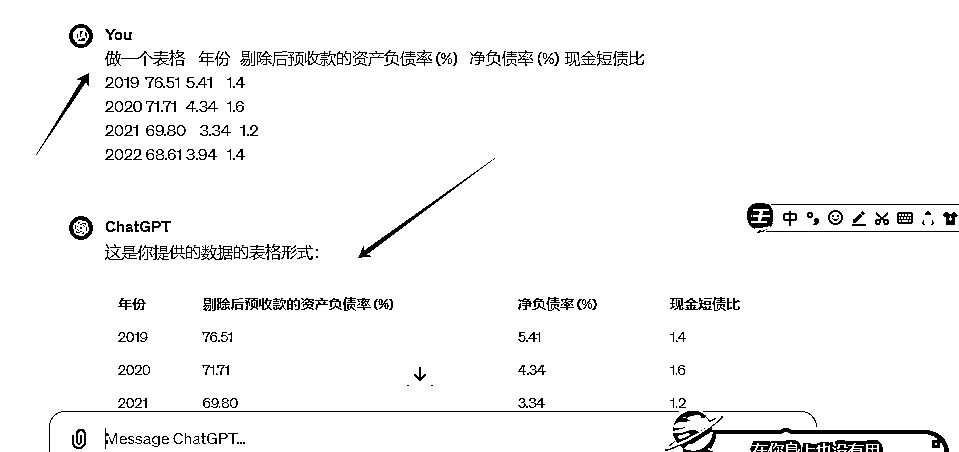 You
做一个表格 年份 剔除后预收款的资产负债率(%) 净负债率(%) 现金短债比
2019 76.51 5.41 1.4
2020 71.71 4.34 1.6
2021 69.80 3.34 1.2
2022 68.61 3.94 1.4
ChatGPT
这是你提供的数据的表格形式：
王 中
年份 剔除后预收款的资产负债率(%) 净负债率(%) 现金短债比
2019 76.51 5.41 1.4
2020 71.71 4.34 1.6
2021 69.80 3.34 1.2
Message ChatGPT...